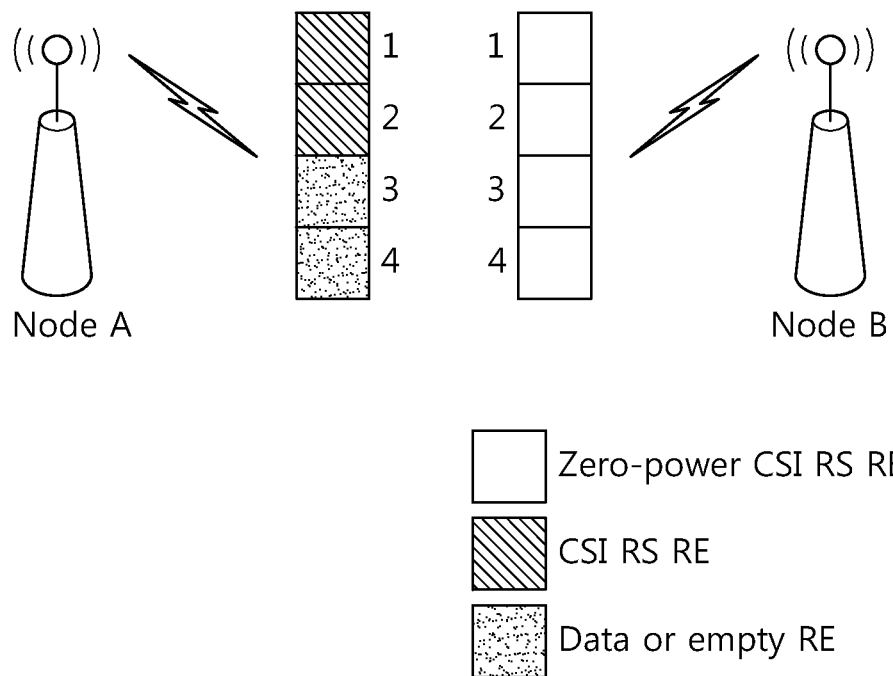 1
2
3
4
1
2
3
4
Node A
Node B
Zero-power CSI RS RE
CSI RS RE
Data or empty RE